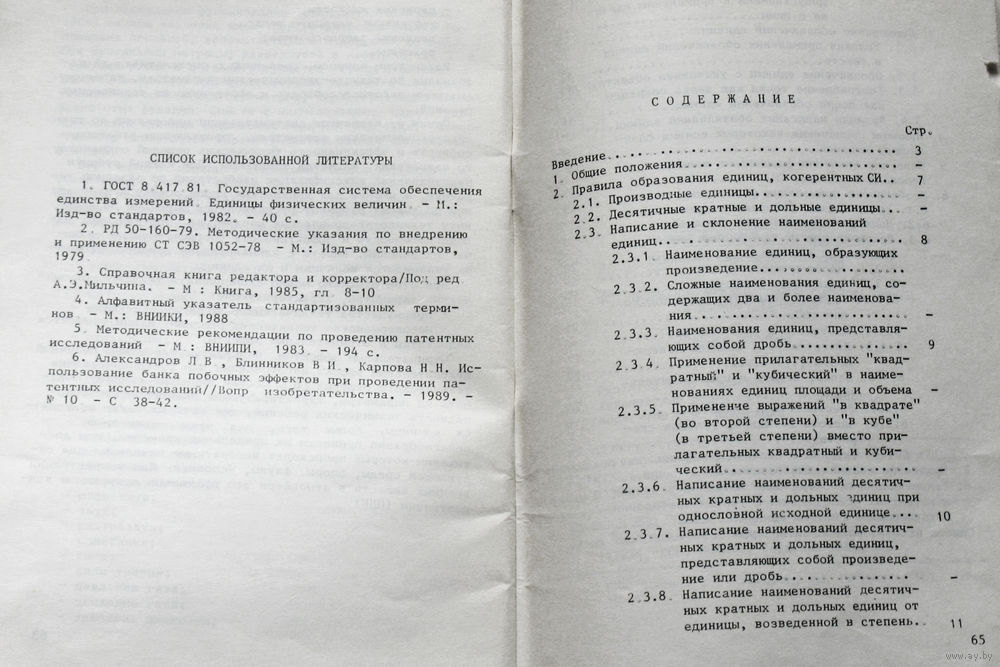 СПИСОК ИСПОЛЬЗОВАННОЙ ЛИТЕРАТУРЫ
1. ГОСТ 8.417.81 Государственная система обеспечения
единства измерений. Единицы физических величин. - М.:
Изд-во стандартов, 1982. - 40 с.
2. РД 50-160-79. Методические указания по внедрению
и применению СТ СЭВ 1052-78 - М.: Изд-во стандартов,
1979.
3. Справочная книга редактора и корректора/Под ред
А.Э.Мильчина. - М : Книга, 1985, гл 8-10
4. Алфавитный указатель стандартизованных терми-
нов - М.: ВНИИКИ, 1988
5. Методические рекомендации по проведению патентных
исследований - М : ВНИИПИ, 1983. - 194 с.
6. Александров Л В , Блинников В И., Карпова Н Н. Ис-
пользование банка побочных эффектов при проведении па-
тентных исследований//Вопр изобретательства. - 1989. -
№ 10 - С 38-42.
СОДЕРЖАНИЕ
Стр.
Введение . . . 3
1. Общие положения . . . -
2. Правила образования единиц, когерентных СИ.. 7
2.1. Производные единицы . . . -
2.2. Десятичные кратные и дольные единицы... -
2.3. Написание и склонение наименований
единиц . . . 8
2.3.1. Наименование единиц, образующих
произведение . . .
2.3.2. Сложные наименования единиц, со-
держащих два и более наименова-
ния . . . -
2.3.3. Наименования единиц, представля-
ющих собой дробь . . . 9
2.3.4. Применение прилагательных "квад-
ратный" и "кубический" в наиме-
нованиях единиц площади и объема -
2.3.5. Применение выражений "в квадрате"
(во второй степени) и "в кубе"
(в третьей степени) вместо при-
лагательных квадратный и куби-
ческий . . . -
2.3.6. Написание наименований десятич-
ных кратных и дольных единиц при
однословной исходной единице.... 10
2.3.7. Написание наименований десятич-
ных кратных и дольных единиц,
представляющих собой произведе-
ние или дробь . . . -
2.3.8. Написание наименований десятич-
ных кратных и дольных единиц от
единицы, возведенной в степень.. 11
65
www.ay.by